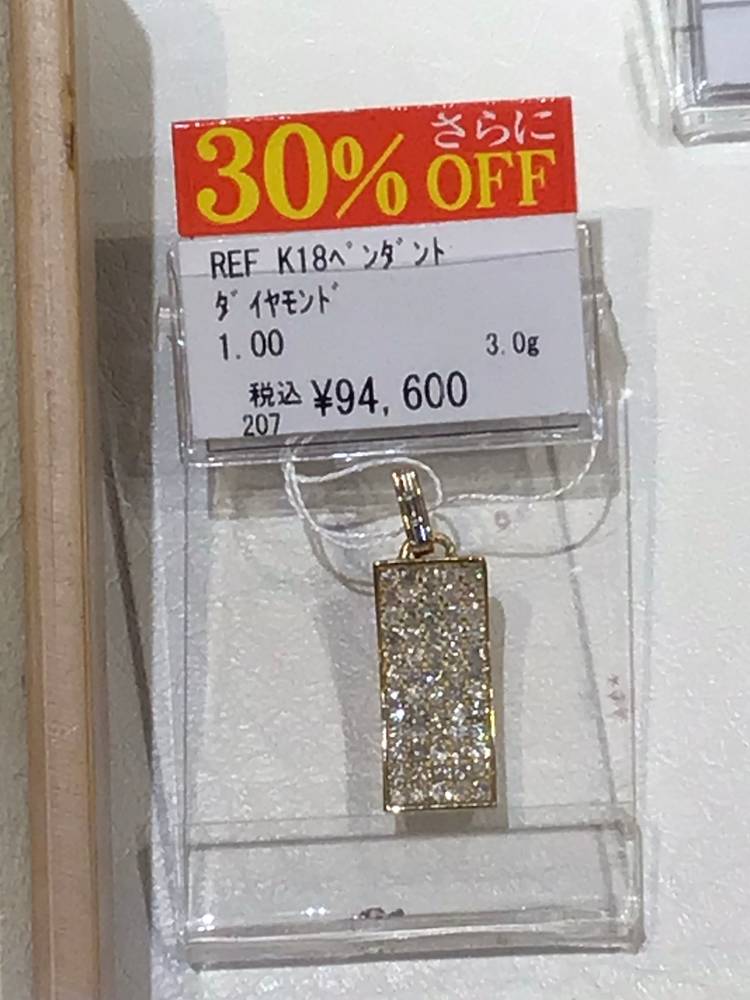 さらに
30% OFF
REF K18ペンダント
ダイヤモンド
1.00 3.0g
税込 ¥94,600
207